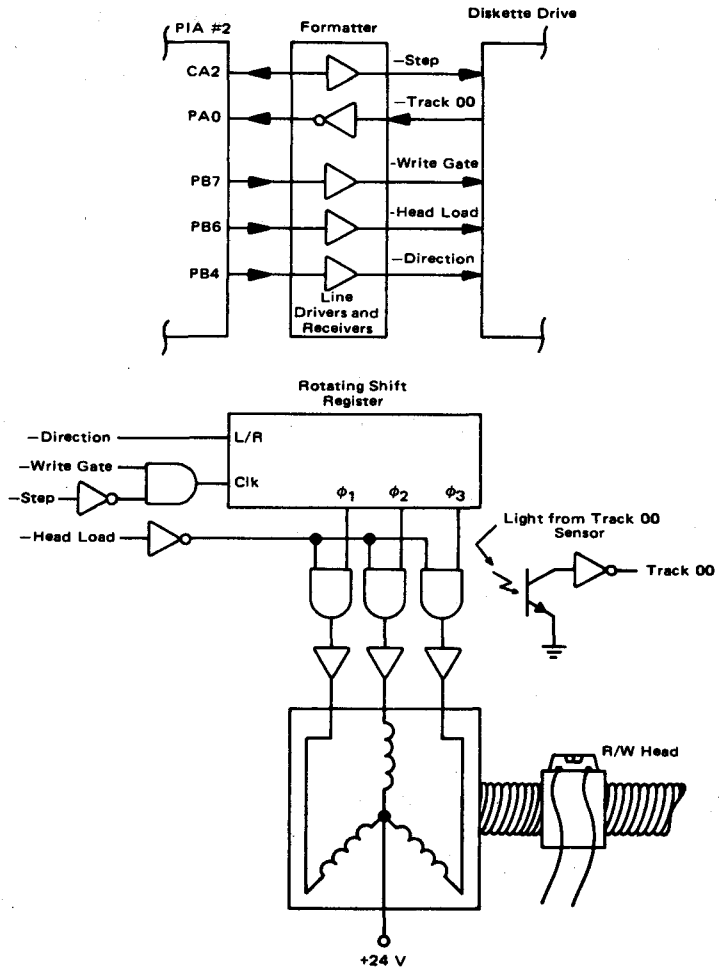 Diskette Drive
PIA #2
Formatter
CA2
—Step
PA0
—Track 00
PB7
-Write Gate
PB6
-Head Load
PB4
—Direction
Line
Drivers and
Receivers
Rotating Shift
Register
—Direction
L/R
—Write Gate
Clk
—Step
ϕ1
ϕ2
ϕ3
—Head Load
Light from Track 00
Sensor
Track 00
R/W Head
+24 V